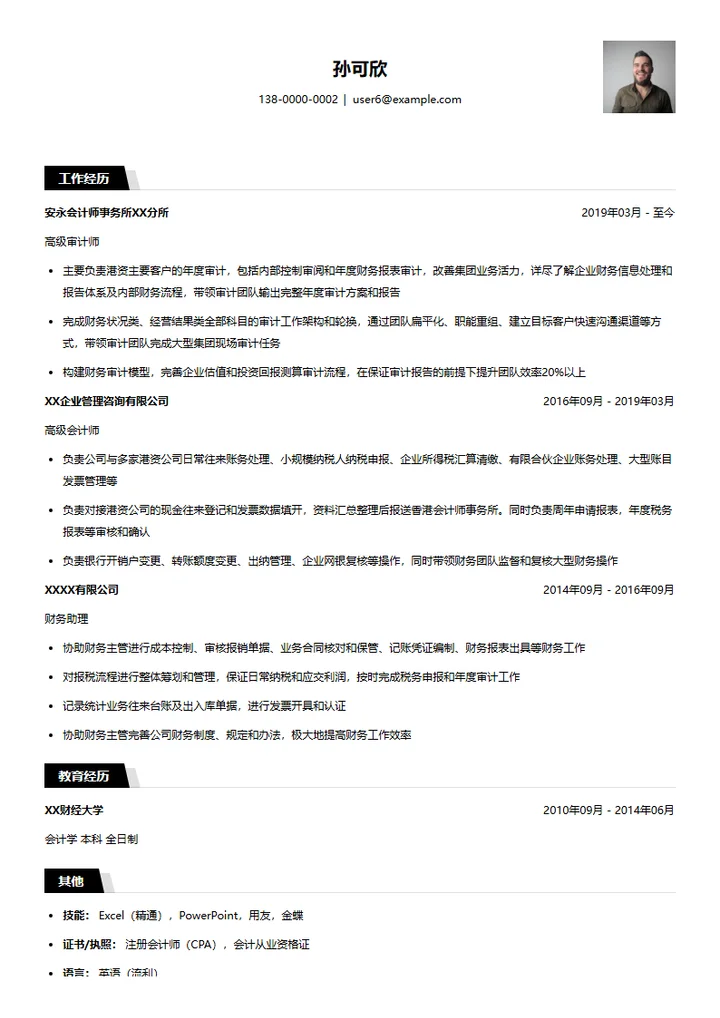 孙可欣
138-0000-0002 | user6@example.com
工作经历
安永会计师事务所XX分所 2019年03月 - 至今
高级审计师
• 主要负责港资主要客户的年度审计，包括内部控制审阅和年度财务报表审计，改善集团业务活力，详尽了解企业财务信息处理和
报告体系及内部财务流程，带领审计团队输出完整年度审计方案和报告
• 完成财务状况类、经营结果类全部科目的审计工作架构和轮换，通过团队扁平化、职能重组、建立目标客户快速沟通渠道等方
式，带领审计团队完成大型集团现场审计任务
• 构建财务审计模型，完善企业估值和投资回报测算审计流程，在保证审计报告的前提下提升团队效率20%以上
XX企业管理咨询有限公司 2016年09月 - 2019年03月
高级会计师
• 负责公司与多家港资公司日常往来账务处理、小规模纳税人纳税申报、企业所得税汇算清缴、有限合伙企业账务处理、大型账目
发票管理等
• 负责对接港资公司的现金往来登记和发票数据填开，资料汇总整理后报送香港会计师事务所。同时负责周年申请报表，年度税务
报表等审核和确认
• 负责银行开销户变更、转账额度变更、出纳管理、企业网银复核等操作，同时带领财务团队监督和复核大型财务操作
XXXX有限公司 2014年09月 - 2016年09月
财务助理
• 协助财务主管进行成本控制、审核报销单据、业务合同核对和保管、记账凭证编制、财务报表出具等财务工作
• 对报税流程进行整体筹划和管理，保证日常纳税和应交利润，按时完成税务申报和年度审计工作
• 记录统计业务往来台账及出入库单据，进行发票开具和认证
• 协助财务主管完善公司财务制度、规定和办法，极大地提高财务工作效率
教育经历
XX财经大学 2010年09月 - 2014年06月
会计学 本科 全日制
其他
• 技能： Excel（精通），PowerPoint，用友，金蝶
• 证书/执照： 注册会计师（CPA），会计从业资格证
• 语言： 英语（流利）